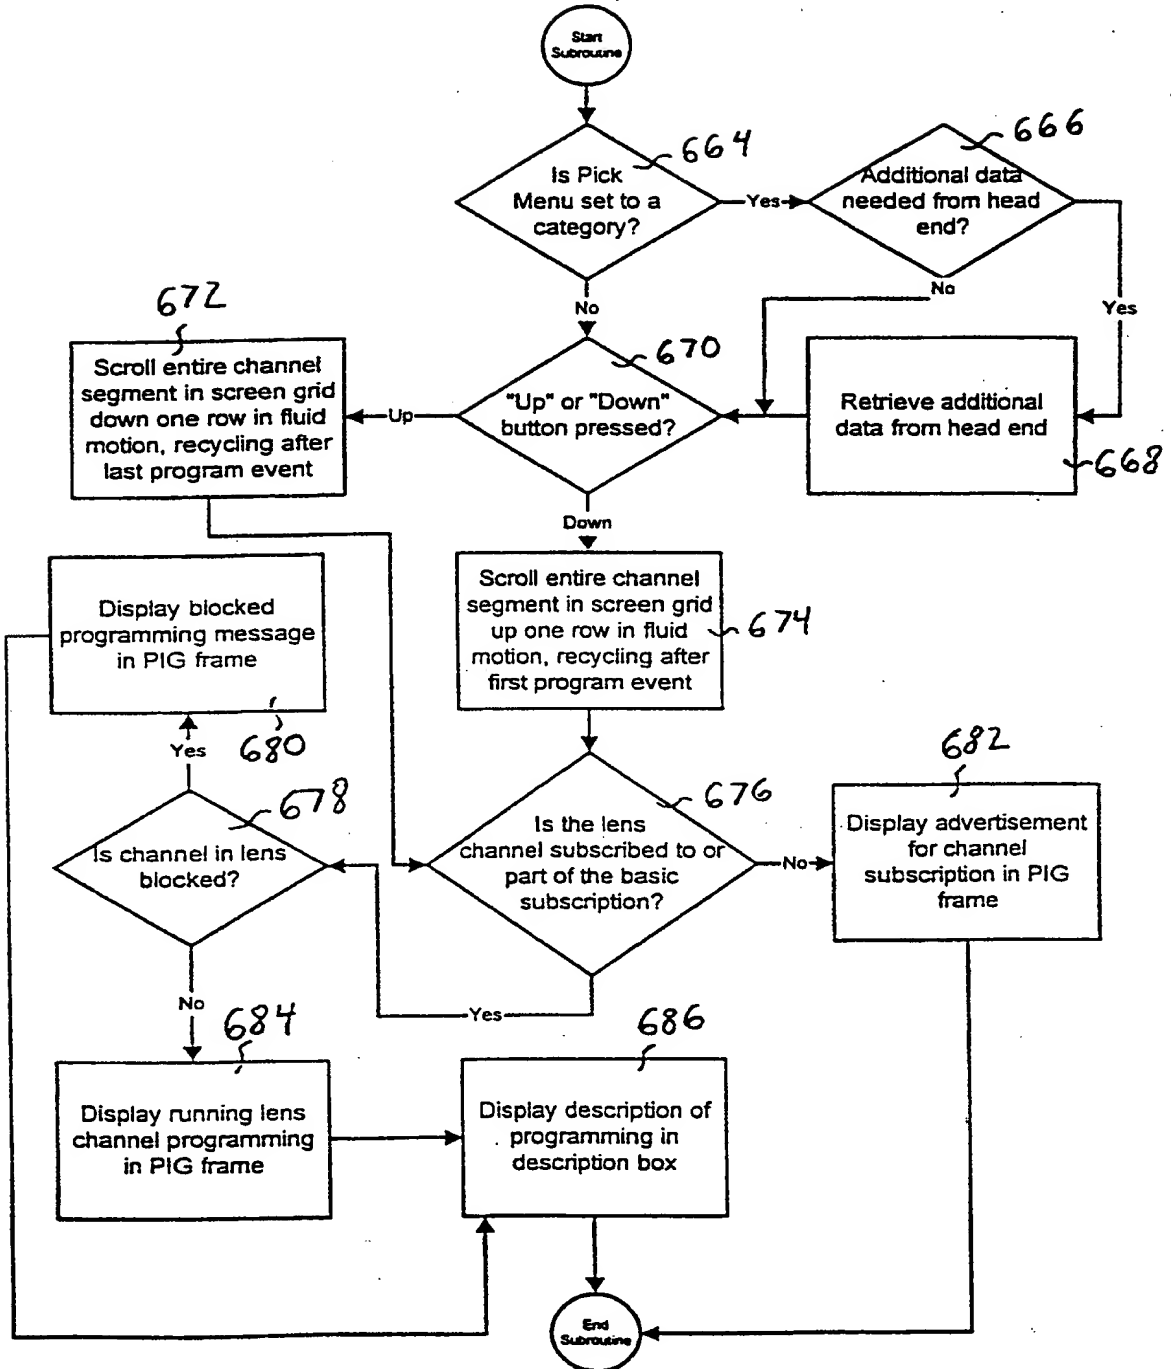 Start
Subroutine
664
666
Is Pick
Menu set to a
category?
Yes
Additional data
needed from head
end?
No
No
Yes
672
670
Scroll entire channel
segment in screen grid
down one row in fluid
motion, recycling after
last program event
Up
"Up" or "Down"
button pressed?
Retrieve additional
data from head end
668
Down
Display blocked
programming message
in PIG frame
Scroll entire channel
segment in screen grid
up one row in fluid
motion, recycling after
first program event
674
Yes
680
682
678
676
Is channel in lens
blocked?
Is the lens
channel subscribed to or
part of the basic
subscription?
No
Display advertisement
for channel
subscription in PIG
frame
No
Yes
684
686
Display running lens
channel programming
in PIG frame
Display description of
programming in
description box
End
Subroutine